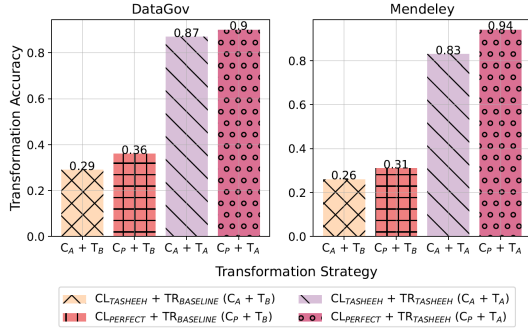 DataGov
Mendeley
Transformation Accuracy
0.8
0.6
0.4
0.2
0.0
0.29
0.36
0.87
0.9
C_A + T_B
C_P + T_B
C_A + T_A
C_P + T_A
0.8
0.6
0.4
0.2
0.0
0.26
0.31
0.83
0.94
C_A + T_B
C_P + T_B
C_A + T_A
C_P + T_A
Transformation Strategy
CL_TASHEEH + TR_BASELINE (C_A + T_B)
CL_PERFECT + TR_BASELINE (C_P + T_B)
CL_TASHEEH + TR_TASHEEH (C_A + T_A)
CL_PERFECT + TR_TASHEEH (C_P + T_A)